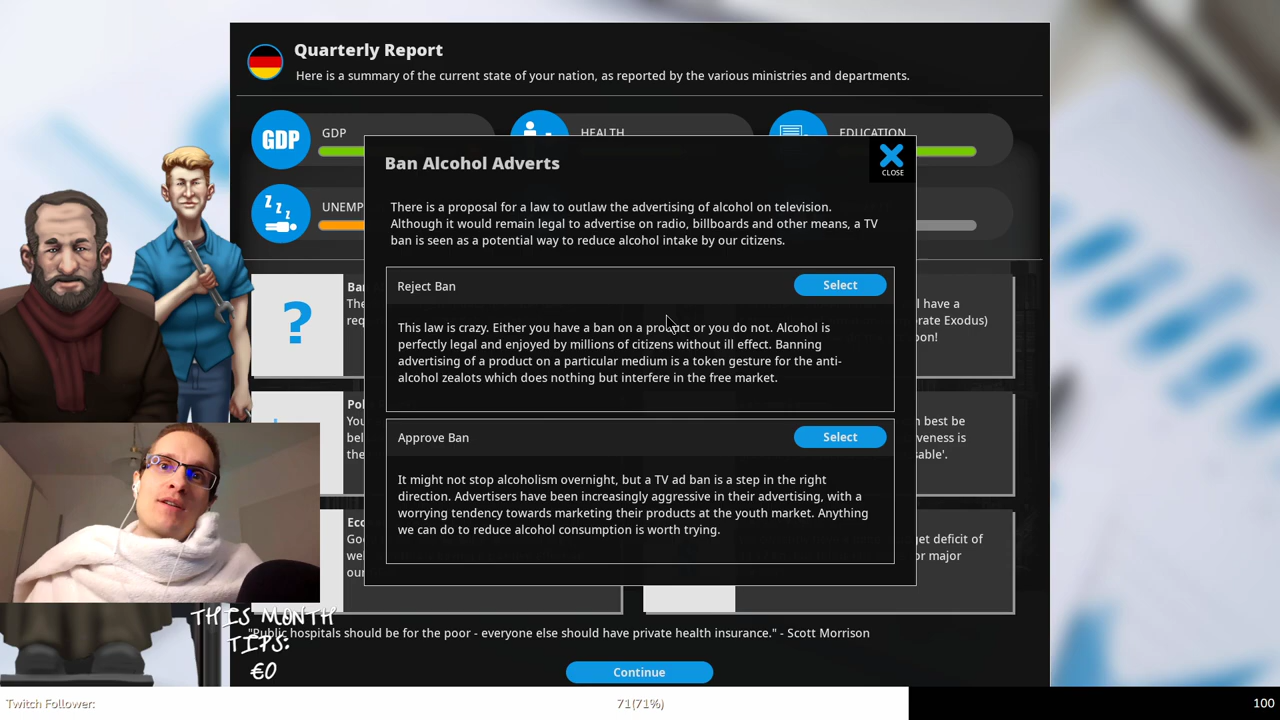 Quarterly Report
Here is a summary of the current state of your nation, as reported by the various ministries and departments.
GDP
GDP
HEALTH
EDUCATION
Z Z Z
UNEMP
Ban Alcohol Adverts
CLOSE
There is a proposal for a law to outlaw the advertising of alcohol on television.
Although it would remain legal to advertise on radio, billboards and other means, a TV
ban is seen as a potential way to reduce alcohol intake by our citizens.
Reject Ban
Select
This law is crazy. Either you have a ban on a product or you do not. Alcohol is
perfectly legal and enjoyed by millions of citizens without ill effect. Banning
advertising of a product on a particular medium is a token gesture for the anti-
alcohol zealots which does nothing but interfere in the free market.
Approve Ban
Select
It might not stop alcoholism overnight, but a TV ad ban is a step in the right
direction. Advertisers have been increasingly aggressive in their advertising, with a
worrying tendency towards marketing their products at the youth market. Anything
we can do to reduce alcohol consumption is worth trying.
?
have a
orate Exodus)
oon!
You
can best be
veness is
sable'.
get deficit of
or major
"Public hospitals should be for the poor - everyone else should have private health insurance." - Scott Morrison
Continue
THIS MONTH
TIPS:
€0
Twitch Follower:
71(71%)
100